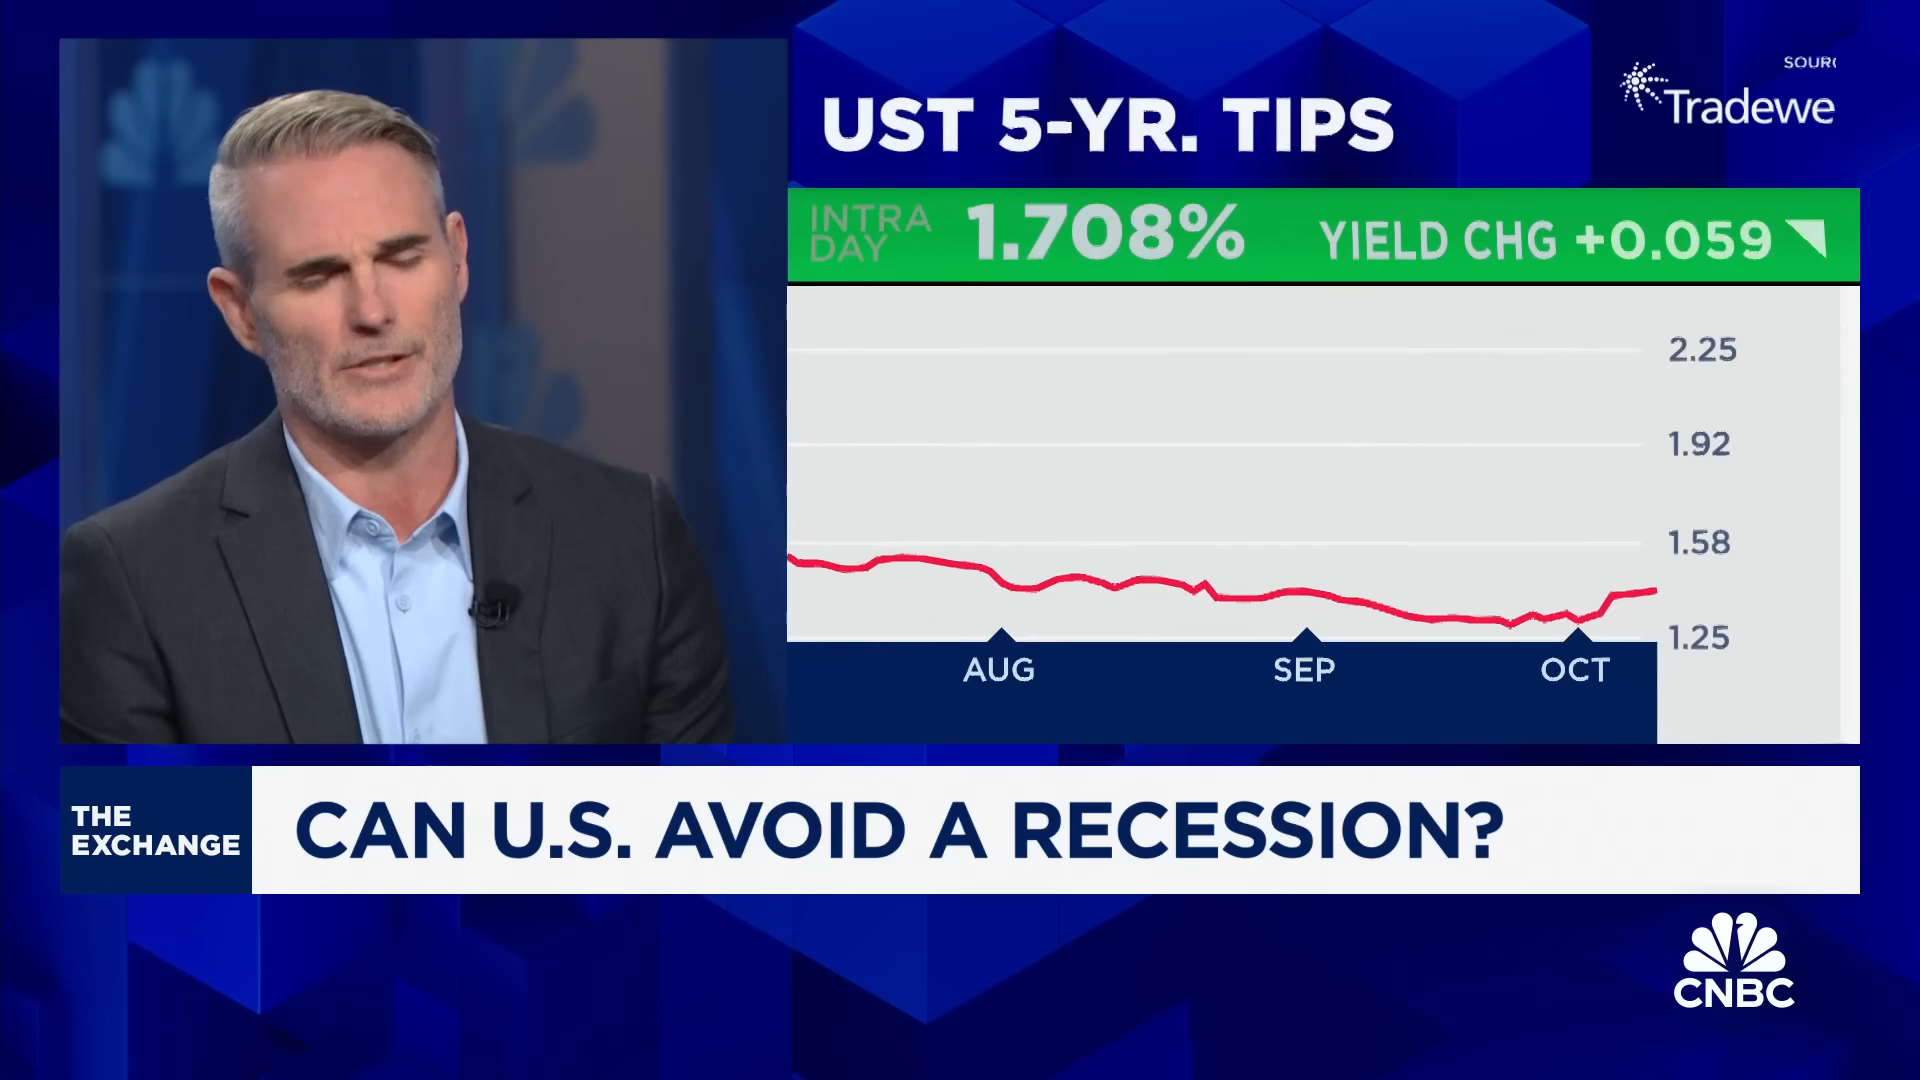 UST 5-YR. TIPS
SOUR
Tradewe
INTRA
DAY
1.708%
YIELD CHG +0.059
2.25
1.92
1.58
1.25
AUG
SEP
OCT
THE
EXCHANGE
CAN U.S. AVOID A RECESSION?
CNBC